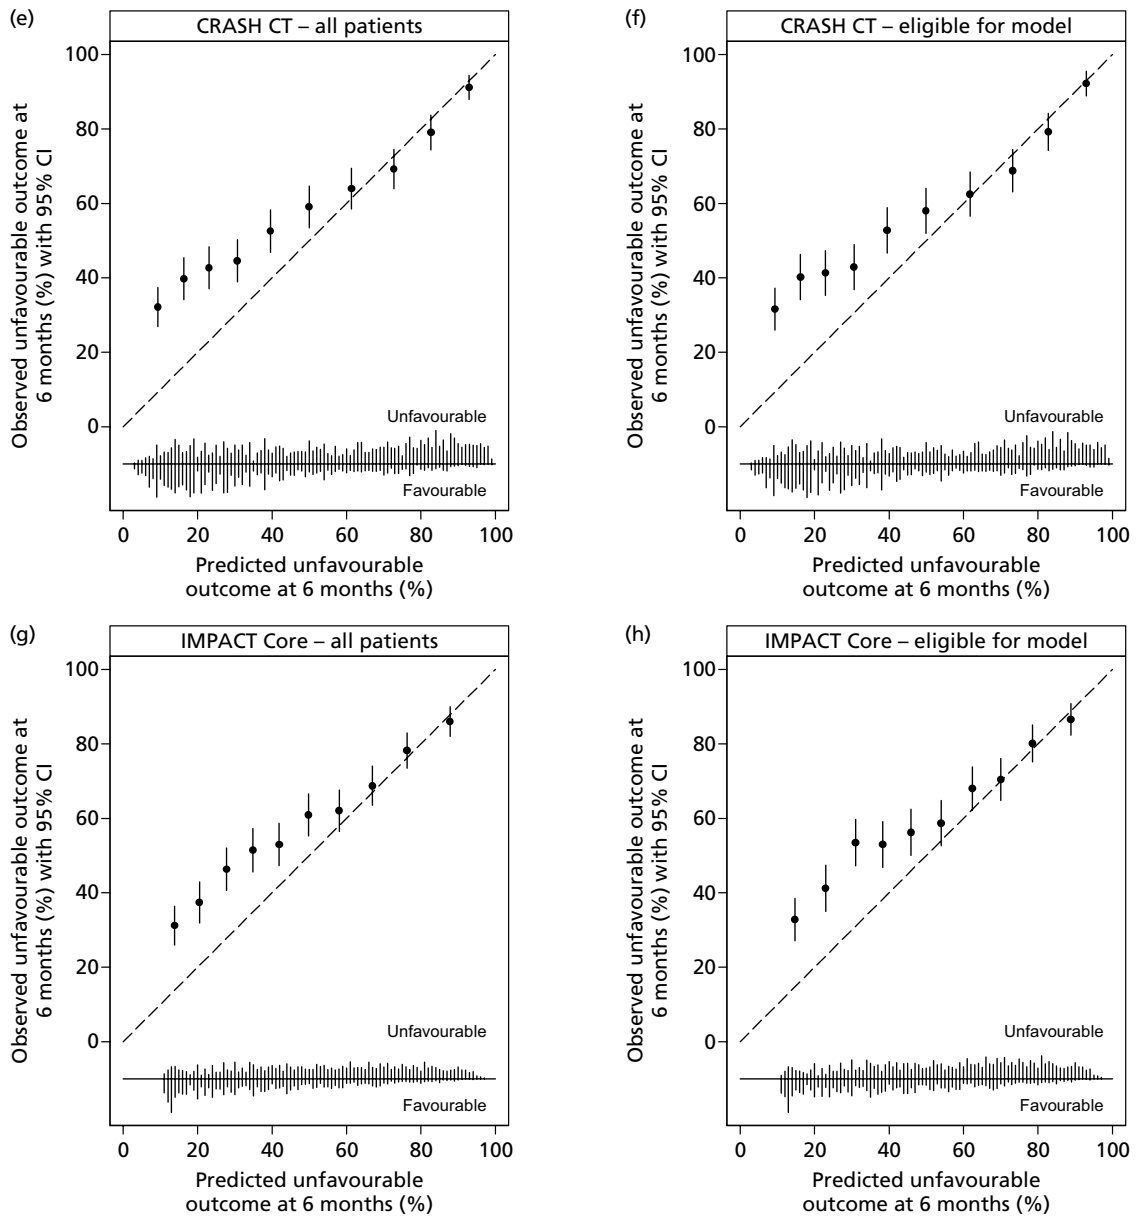 (e)
CRASH CT – all patients
Observed unfavourable outcome at
6 months (%) with 95% CI
100
80
60
40
20
0
Unfavourable
Favourable
0 20 40 60 80 100
Predicted unfavourable
outcome at 6 months (%)
(f)
CRASH CT – eligible for model
Observed unfavourable outcome at
6 months (%) with 95% CI
100
80
60
40
20
0
Unfavourable
Favourable
0 20 40 60 80 100
Predicted unfavourable
outcome at 6 months (%)
(g)
IMPACT Core – all patients
Observed unfavourable outcome at
6 months (%) with 95% CI
100
80
60
40
20
0
Unfavourable
Favourable
0 20 40 60 80 100
Predicted unfavourable
outcome at 6 months (%)
(h)
IMPACT Core – eligible for model
Observed unfavourable outcome at
6 months (%) with 95% CI
100
80
60
40
20
0
Unfavourable
Favourable
0 20 40 60 80 100
Predicted unfavourable
outcome at 6 months (%)